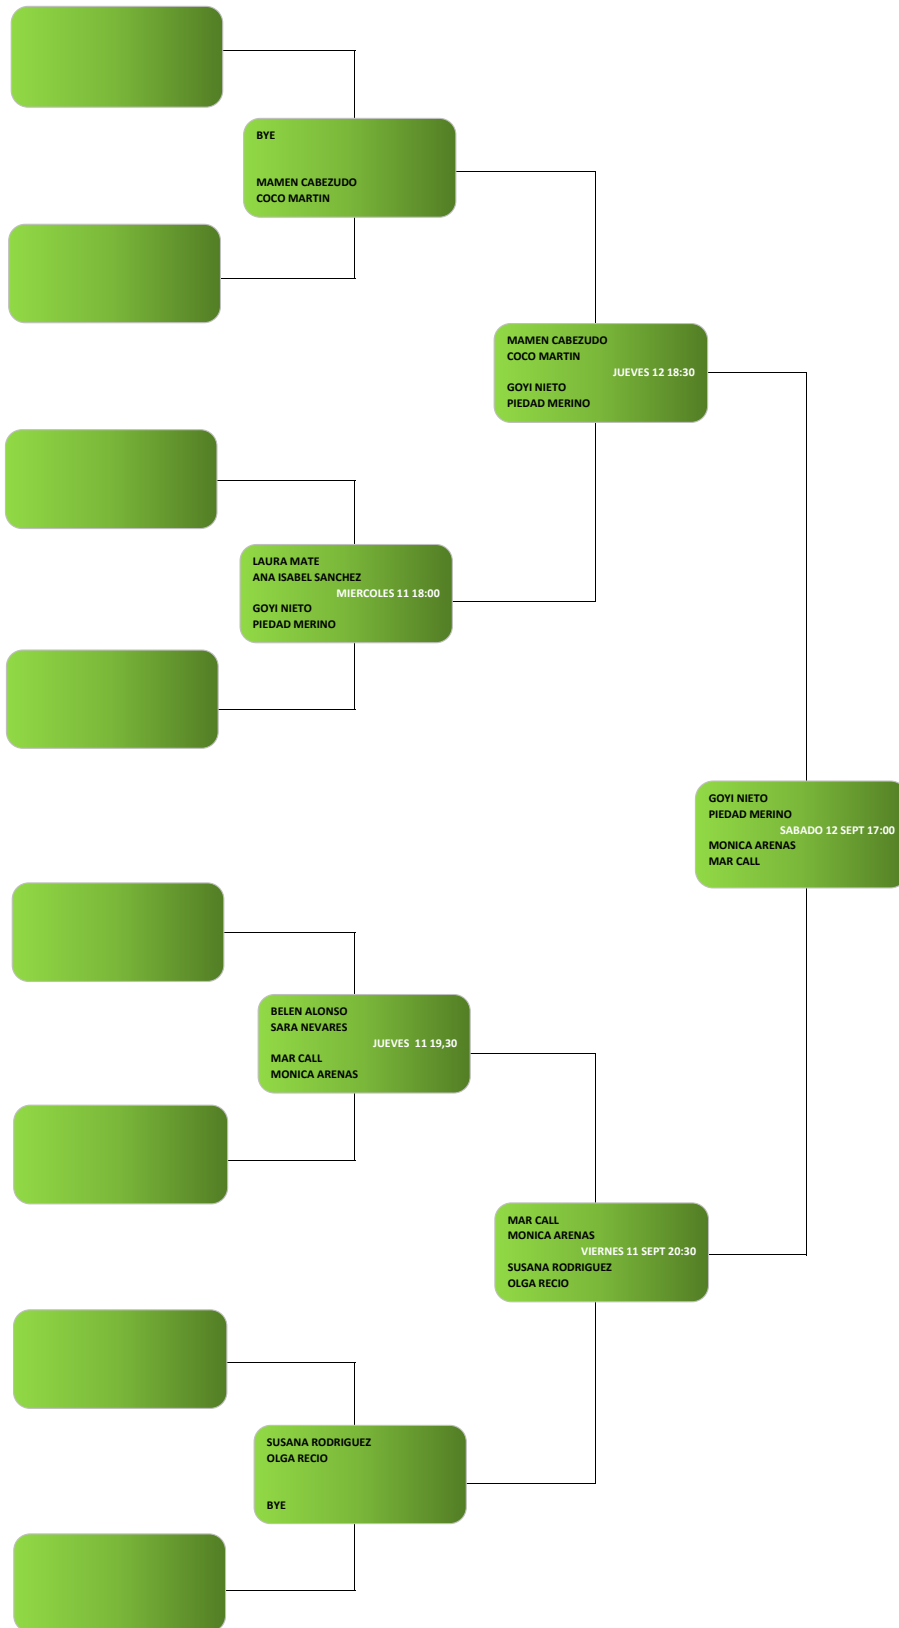 BYE
MAMEN CABEZUDO
COCO MARTIN
MAMEN CABEZUDO
COCO MARTIN
JUEVES 12 18:30
GOYI NIETO
PIEDAD MERINO
LAURA MATE
ANA ISABEL SANCHEZ
MIERCOLES 11 18:00
GOYI NIETO
PIEDAD MERINO
GOYI NIETO
PIEDAD MERINO
SABADO 12 SEPT 17:00
MONICA ARENAS
MAR CALL
BELEN ALONSO
SARA NEVARES
JUEVES  11 19,30
MAR CALL
MONICA ARENAS
MAR CALL
MONICA ARENAS
VIERNES 11 SEPT 20:30
SUSANA RODRIGUEZ
OLGA RECIO
SUSANA RODRIGUEZ
OLGA RECIO
BYE